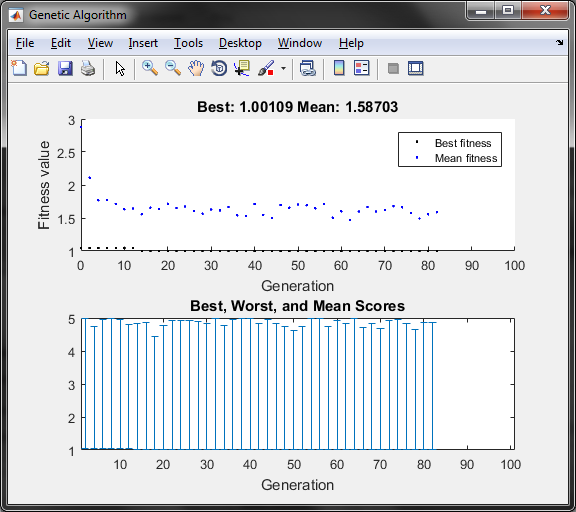 Genetic Algorithm
File Edit View Insert Tools Desktop Window Help
Best: 1.00109 Mean: 1.58703
3
2.5
2
1.5
1
Fitness value
Best fitness
Mean fitness
0 10 20 30 40 50 60 70 80 90 100
Generation
Best, Worst, and Mean Scores
5
4
3
2
1
10 20 30 40 50 60 70 80 90 100
Generation